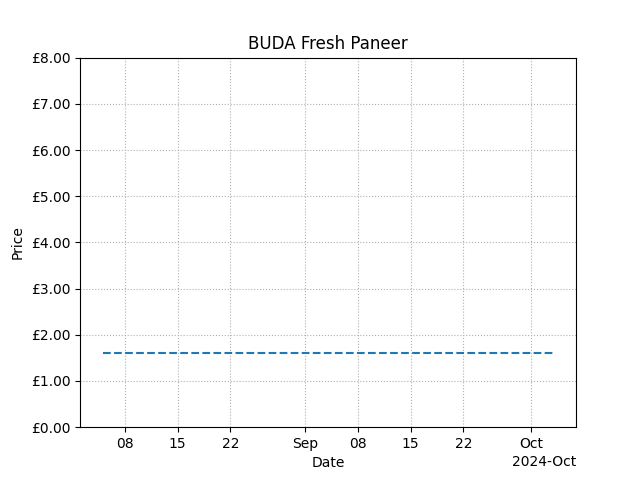 BUDA Fresh Paneer
£8.00
£7.00
£6.00
£5.00
£4.00
£3.00
£2.00
£1.00
£0.00
Price
08 15 22 Sep 08 15 22 Oct
2024-Oct
Date